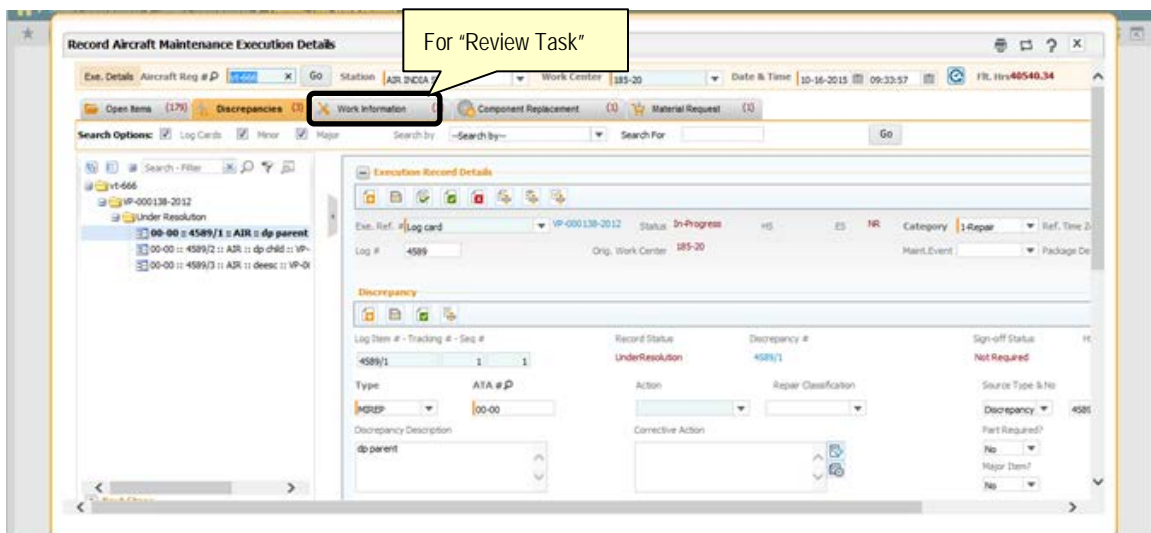 For "Review Task"
Record Aircraft Maintenance Execution Details
Exe. Details Aircraft Reg # vt-666 Go Station AIR INDIA Work Center 185-20 Date & Time 10-16-2015 09:33:57 Flt. Hrs 40540.34
Open Items (179) Discrepancies (3) Work Information Component Replacement (1) Material Request (1)
Search Options: Log Cards Minor Major Search by --Search by-- Search For Go
Search - Filter
vt-666
VP-000138-2012
Under Resolution
00-00 :: 4589/1 :: AIR :: dp parent
00-00 :: 4589/2 :: AIR :: dp child :: VP-
00-00 :: 4589/3 :: AIR :: deesc :: VP-0
Execution Record Details
Exe. Ref. # Log card VP-000138-2012 Status In-Progress HS ES NR Category 1-Repair Ref. Time
Log # 4589 Orig. Work Center 185-20 Maint.Event Package De
Discrepancy
Log Item # - Tracking # - Seq # Record Status Discrepancy # Sign-off Status
4589/1 1 1 UnderResolution 4589/1 Not Required
Type ATA # Action Repair Classification Source Type & No
MIREP 00-00 Discrepancy 4589
Discrepancy Description Corrective Action Part Required?
dp parent No
Major Item?
No